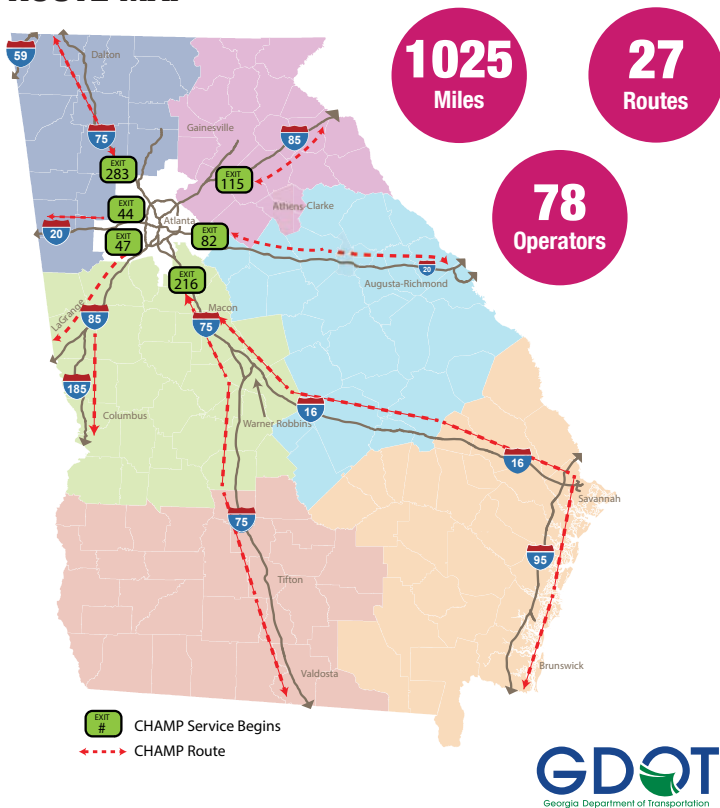 1025
Miles
27
Routes
78
Operators
59
Dalton
75
Gainesville
85
EXIT
283
EXIT
115
EXIT
44
Athens-Clarke
Atlanta
20
EXIT
47
EXIT
82
20
Augusta-Richmond
EXIT
216
LaGrange
85
Macon
75
185
Columbus
Warner Robbins
16
16
Savannah
75
95
Tifton
Brunswick
Valdosta
EXIT
#
CHAMP Service Begins
CHAMP Route
GDOT
Georgia Department of Transportation